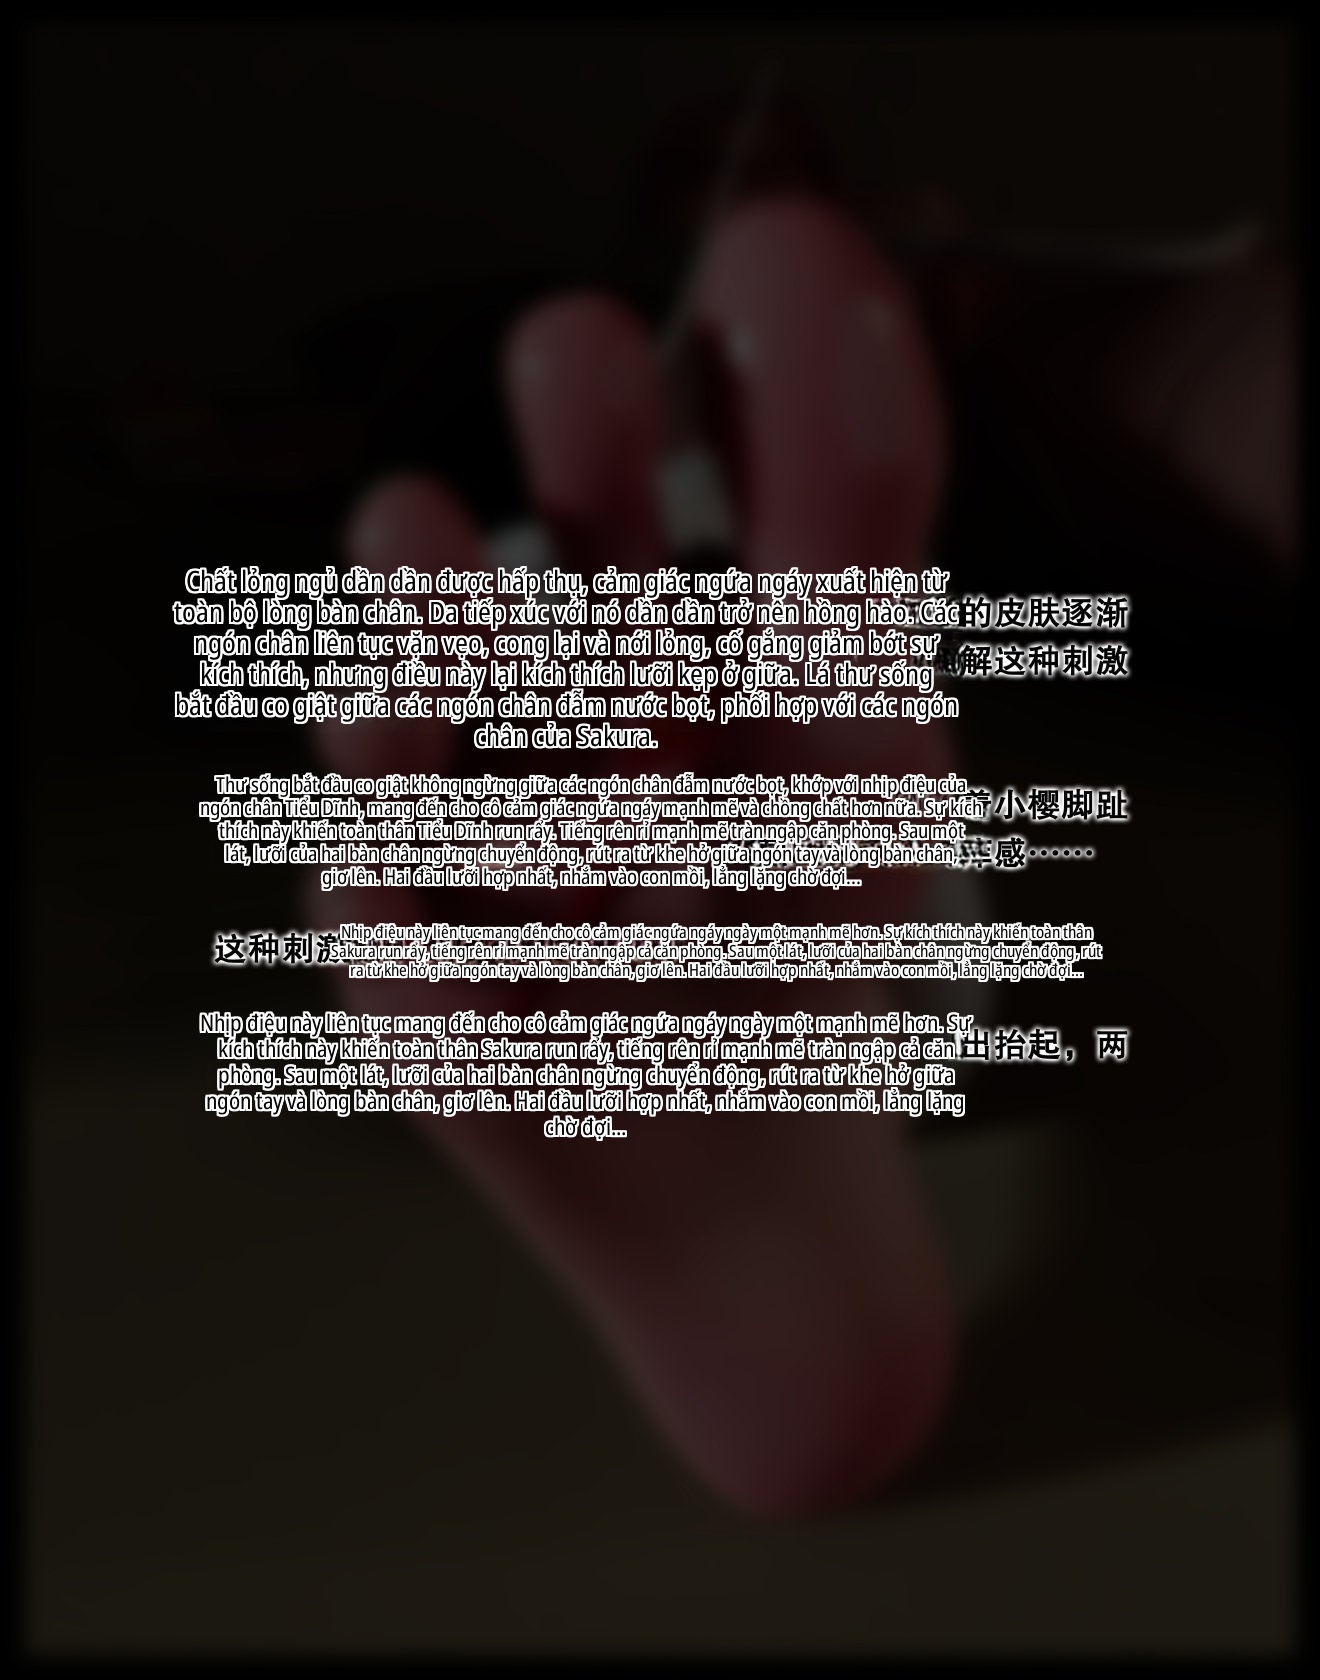 Chất lỏng ngủ dần dần được hấp thụ, cảm giác ngứa ngáy xuất hiện từ
toàn bộ lòng bàn chân. Da tiếp xúc với nó dần dần trở nên hồng hào. Các
的皮肤逐渐
ngón chân liên tục vặn vẹo, cong lại và nới lỏng, cố gắng giảm bớt sự
kích thích, nhưng điều này lại kích thích lưỡi kẹp ở giữa. Lá thư sống
解这种刺激
bắt đầu co giật giữa các ngón chân đẫm nước bọt, phối hợp với các ngón
chân của Sakura.
Thư sống bắt đầu co giật không ngừng giữa các ngón chân đẫm nước bọt, khớp với nhịp điệu của
ngón chân Tiểu Dĩnh, mang đến cho cô cảm giác ngứa ngáy mạnh mẽ và chồng chất hơn nữa. Sự kích
着小樱脚趾
thích này khiến toàn thân Tiểu Dĩnh run rẩy. Tiếng rên rỉ mạnh mẽ tràn ngập căn phòng. Sau một
lát, lưỡi của hai bàn chân ngừng chuyển động, rút ra từ khe hở giữa ngón tay và lòng bàn chân,
感……
giơ lên. Hai đầu lưỡi hợp nhất, nhắm vào con mồi, lẳng lặng chờ đợi...
Nhịp điệu này liên tục mang đến cho cô cảm giác ngứa ngáy ngày một mạnh mẽ hơn. Sự kích thích này khiến toàn thân
这种刺激
Sakura run rẩy, tiếng rên rỉ mạnh mẽ tràn ngập cả căn phòng. Sau một lát, lưỡi của hai bàn chân ngừng chuyển động, rút
ra từ khe hở giữa ngón tay và lòng bàn chân, giơ lên. Hai đầu lưỡi hợp nhất, nhắm vào con mồi, lẳng lặng chờ đợi...
Nhịp điệu này liên tục mang đến cho cô cảm giác ngứa ngáy ngày một mạnh mẽ hơn. Sự
kích thích này khiến toàn thân Sakura run rẩy, tiếng rên rỉ mạnh mẽ tràn ngập cả căn
出抬起，两
phòng. Sau một lát, lưỡi của hai bàn chân ngừng chuyển động, rút ra từ khe hở giữa
ngón tay và lòng bàn chân, giơ lên. Hai đầu lưỡi hợp nhất, nhắm vào con mồi, lẳng lặng
chờ đợi...